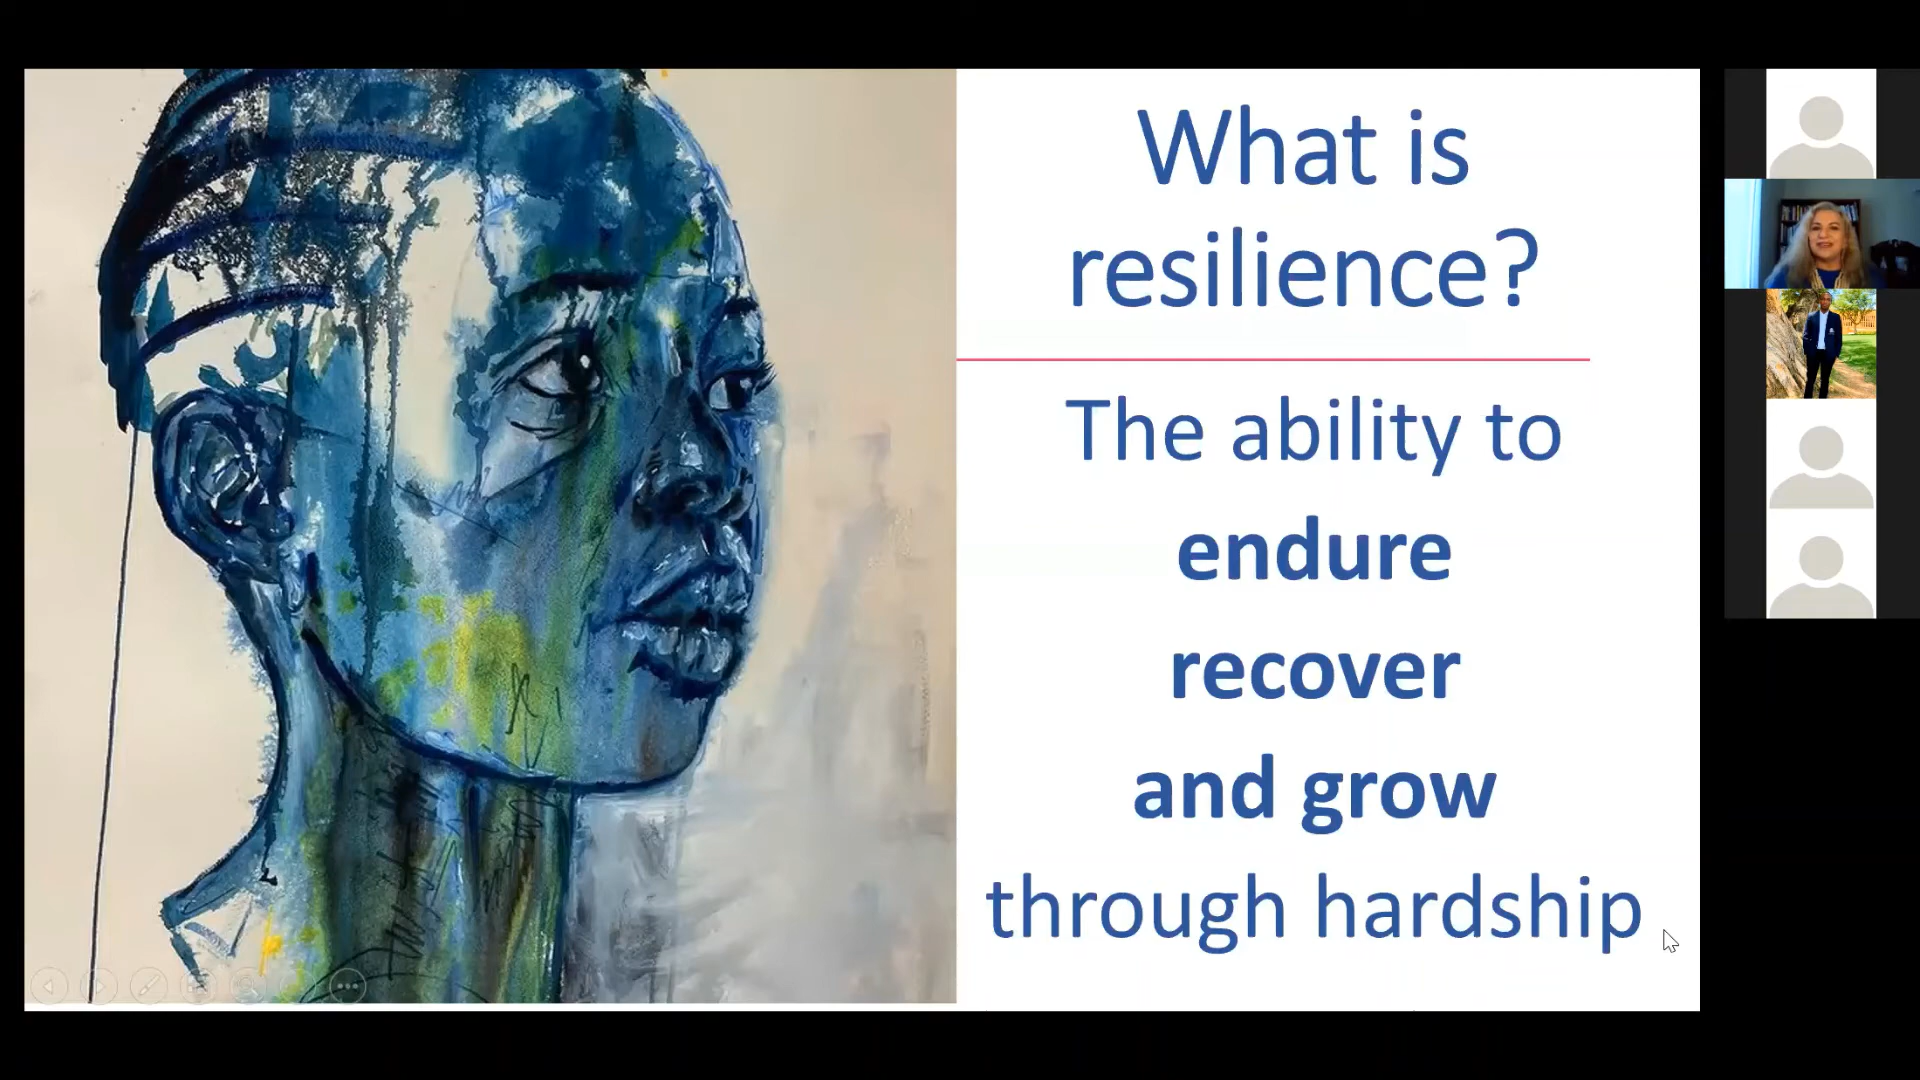 What is
resilience?
The ability to
endure
recover
and grow
through hardship